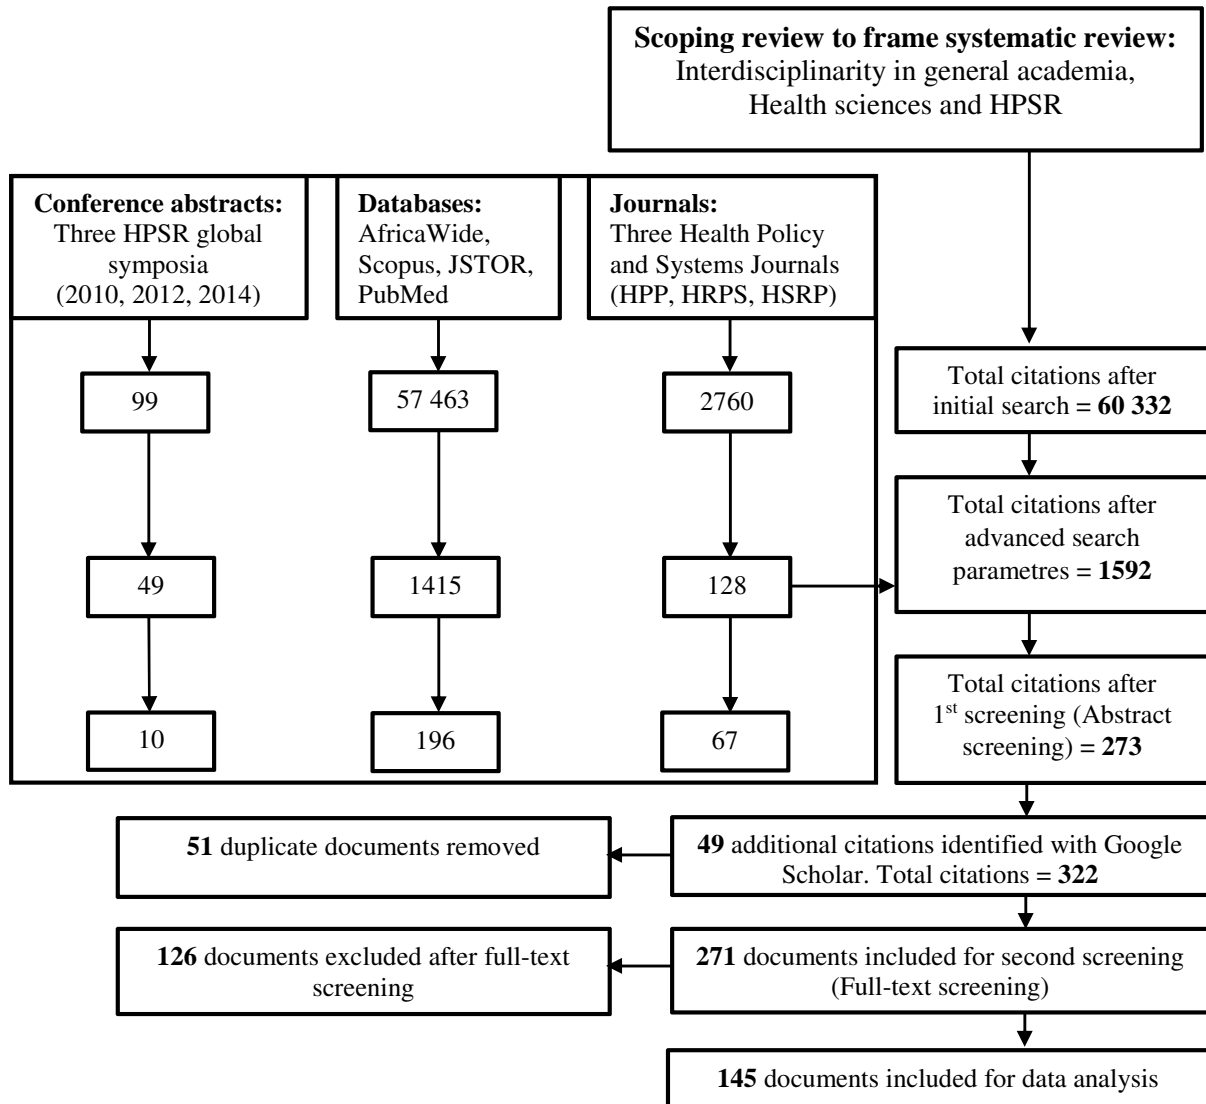 Scoping review to frame systematic review:
Interdisciplinarity in general academia,
Health sciences and HPSR
Conference abstracts:
Three HPSR global
symposia
(2010, 2012, 2014)
Databases:
AfricaWide,
Scopus, JSTOR,
PubMed
Journals:
Three Health Policy
and Systems Journals
(HPP, HRPS, HSRP)
99
57 463
2760
Total citations after
initial search = 60 332
49
1415
128
Total citations after
advanced search
parametres = 1592
10
196
67
Total citations after
1st screening (Abstract
screening) = 273
51 duplicate documents removed
49 additional citations identified with Google
Scholar. Total citations = 322
126 documents excluded after full-text
screening
271 documents included for second screening
(Full-text screening)
145 documents included for data analysis